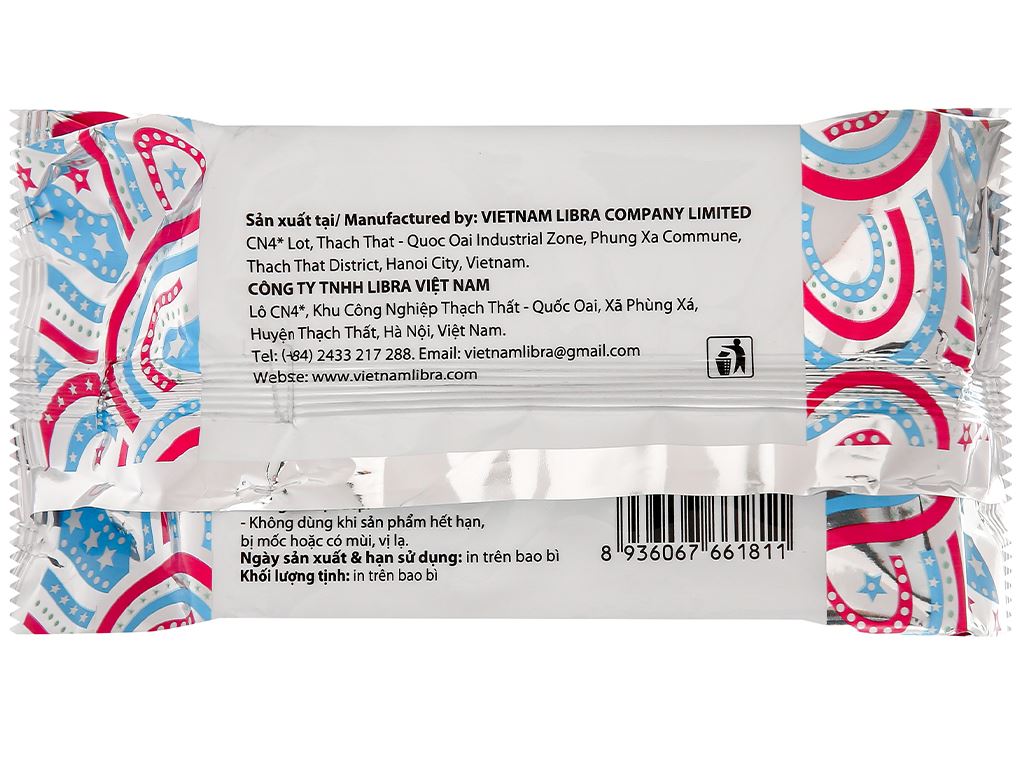 Sản xuất tại/ Manufactured by: VIETNAM LIBRA COMPANY LIMITED
CN4* Lot, Thach That - Quoc Oai Industrial Zone, Phung Xa Commune,
Thach That District, Hanoi City, Vietnam.
CÔNG TY TNHH LIBRA VIỆT NAM
Lô CN4*, Khu Công Nghiệp Thạch Thất - Quốc Oai, Xã Phùng Xá,
Huyện Thạch Thất, Hà Nội, Việt Nam.
Tel: (+84) 2433 217 288. Email: vietnamlibra@gmail.com
Webse: www.vietnamlibra.com
- Không dùng khi sản phẩm hết hạn,
bị mốc hoặc có mùi, vị lạ.
Ngày sản xuất & hạn sử dụng: in trên bao bì
Khối lượng tịnh: in trên bao bì
8 936067 661811